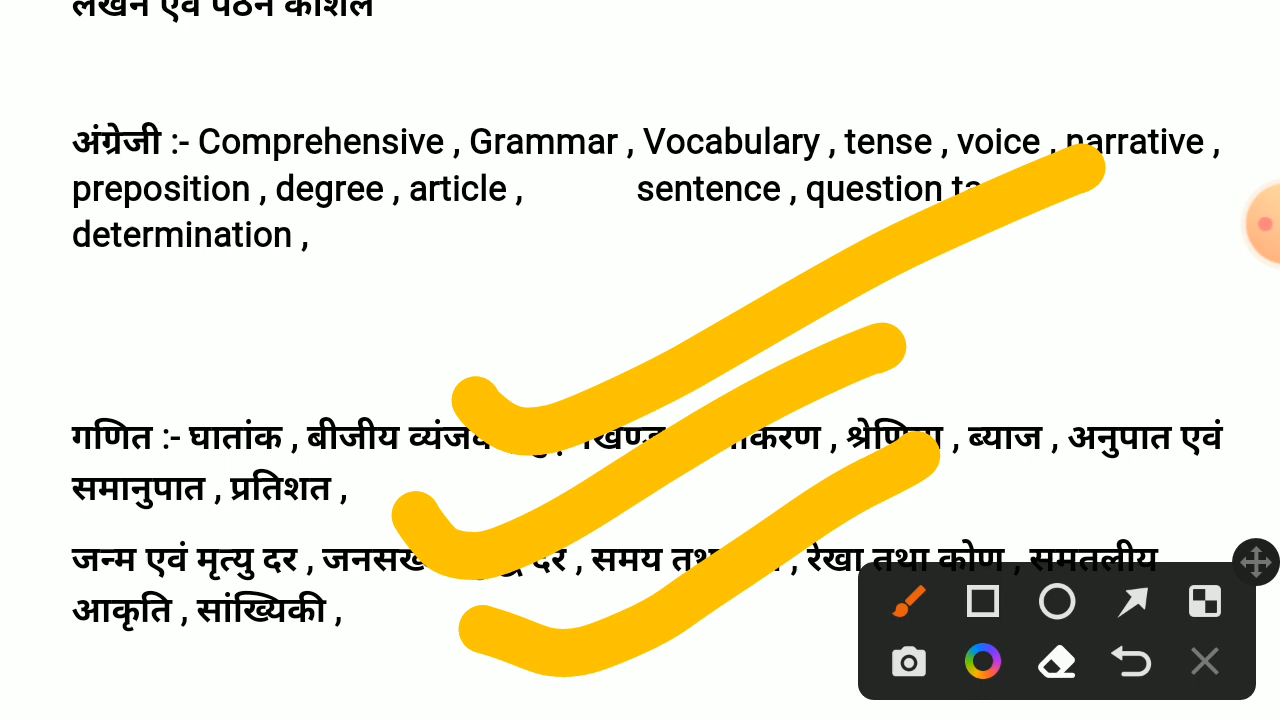 लेखन एवं पठन कौशल
अंग्रेजी :- Comprehensive , Grammar , Vocabulary , tense , voice , narrative ,
preposition , degree , article , sentence , question
determination ,
गणित :- घातांक , बीजीय , श्रेणियां , ब्याज , अनुपात एवं
समानुपात , प्रतिशत ,
जन्म एवं मृत्यु दर , दर , समय , रेखा तथा कोण , समतलीय
आकृति , सांख्यिकी ,